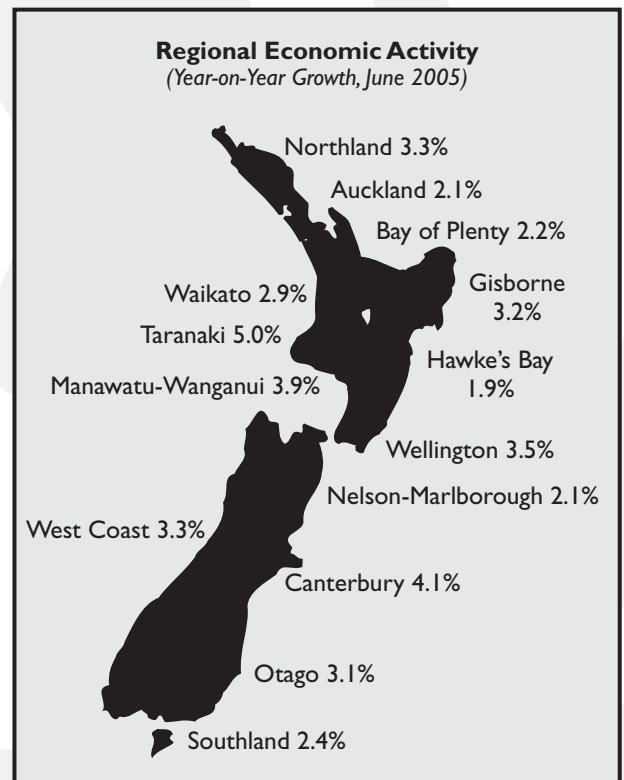 Regional Economic Activity
(Year-on-Year Growth, June 2005)
Northland 3.3%
Auckland 2.1%
Bay of Plenty 2.2%
Gisborne
3.2%
Waikato 2.9%
Taranaki 5.0%
Hawke's Bay
1.9%
Manawatu-Wanganui 3.9%
Wellington 3.5%
Nelson-Marlborough 2.1%
West Coast 3.3%
Canterbury 4.1%
Otago 3.1%
Southland 2.4%